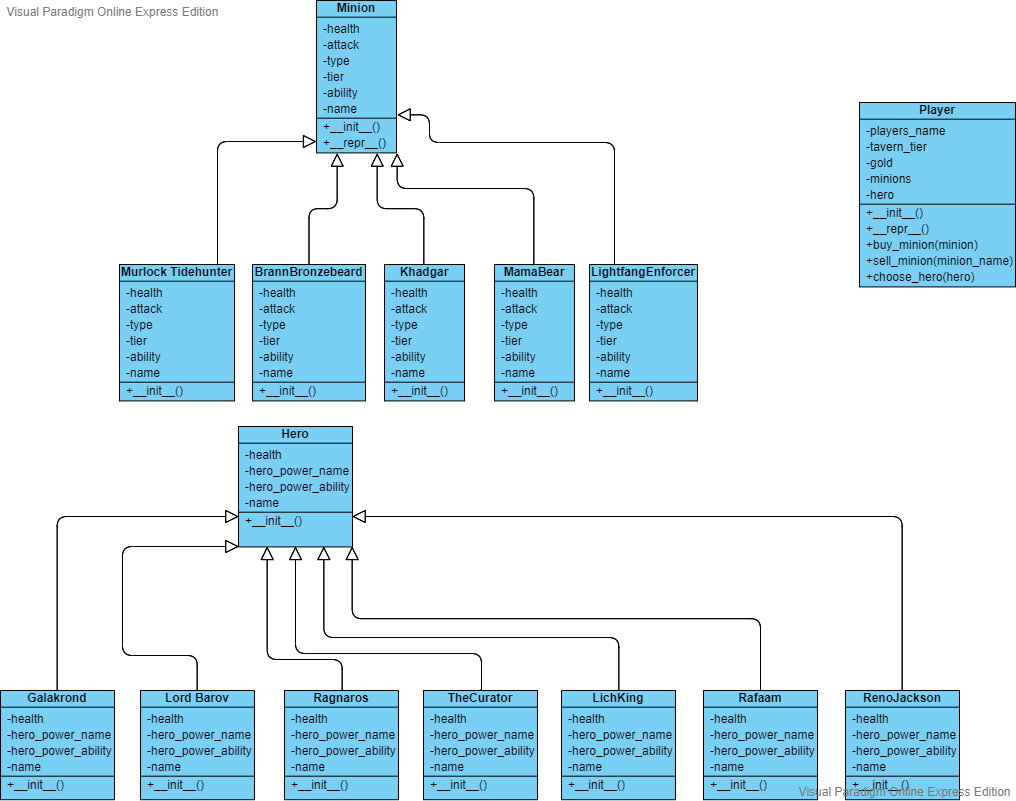 Visual Paradigm Online Express Edition
Minion
-health
-attack
-type
-tier
-ability
-name
+__init__()
+__repr__()
Player
-players_name
-tavern_tier
-gold
-minions
-hero
+__init__()
+__repr__()
+buy_minion(minion)
+sell_minion(minion_name)
+choose_hero(hero)
Murlock Tidehunter
-health
-attack
-type
-tier
-ability
-name
+__init__()
BrannBronzebeard
-health
-attack
-type
-tier
-ability
-name
+__init__()
Khadgar
-health
-attack
-type
-tier
-ability
-name
+__init__()
MamaBear
-health
-attack
-type
-tier
-ability
-name
+__init__()
LightfangEnforcer
-health
-attack
-type
-tier
-ability
-name
+__init__()
Hero
-health
-hero_power_name
-hero_power_ability
-name
+__init__()
Galakrond
-health
-hero_power_name
-hero_power_ability
-name
+__init__()
Lord Barov
-health
-hero_power_name
-hero_power_ability
-name
+__init__()
Ragnaros
-health
-hero_power_name
-hero_power_ability
-name
+__init__()
TheCurator
-health
-hero_power_name
-hero_power_ability
-name
+__init__()
LichKing
-health
-hero_power_name
-hero_power_ability
-name
+__init__()
Rafaam
-health
-hero_power_name
-hero_power_ability
-name
+__init__()
RenoJackson
-health
-hero_power_name
-hero_power_ability
-name
+__init__()
Visual Paradigm Online Express Edition